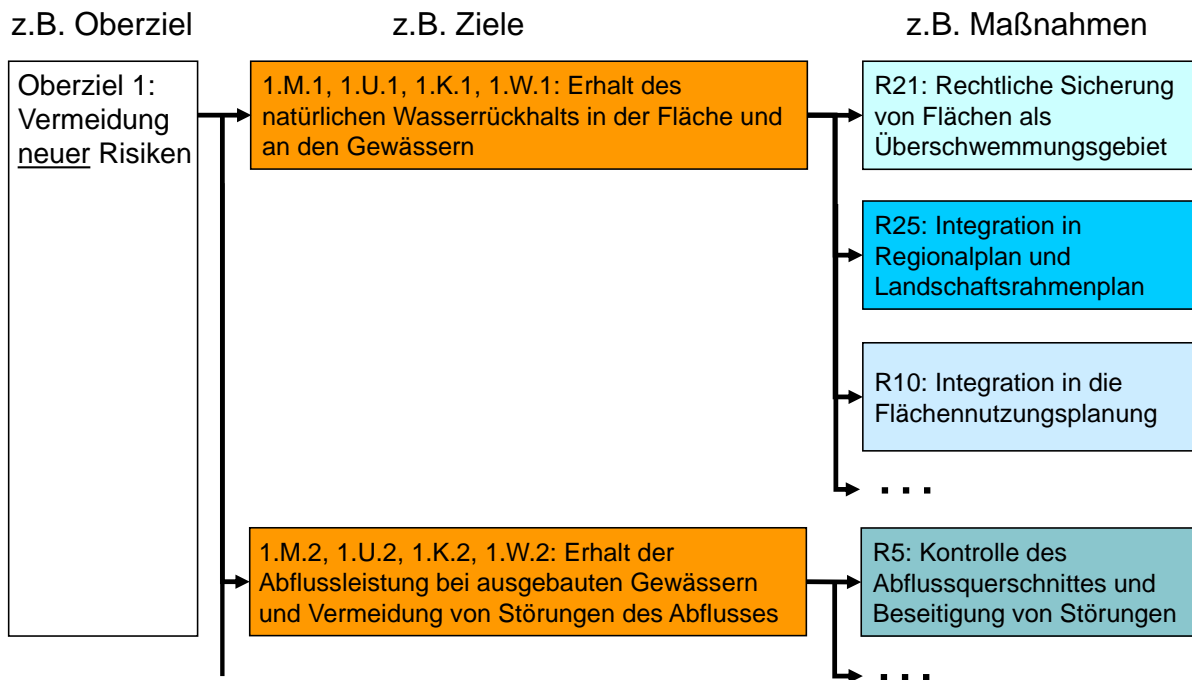 z.B. Oberziel
z.B. Ziele
z.B. Maßnahmen
Oberziel 1:
Vermeidung
neuer Risiken
1.M.1, 1.U.1, 1.K.1, 1.W.1: Erhalt des
natürlichen Wasserrückhalts in der Fläche und
an den Gewässern
R21: Rechtliche Sicherung
von Flächen als
Überschwemmungsgebiet
R25: Integration in
Regionalplan und
Landschaftsrahmenplan
R10: Integration in die
Flächennutzungsplanung
. . .
1.M.2, 1.U.2, 1.K.2, 1.W.2: Erhalt der
Abflussleistung bei ausgebauten Gewässern
und Vermeidung von Störungen des Abflusses
R5: Kontrolle des
Abflussquerschnittes und
Beseitigung von Störungen
. . .